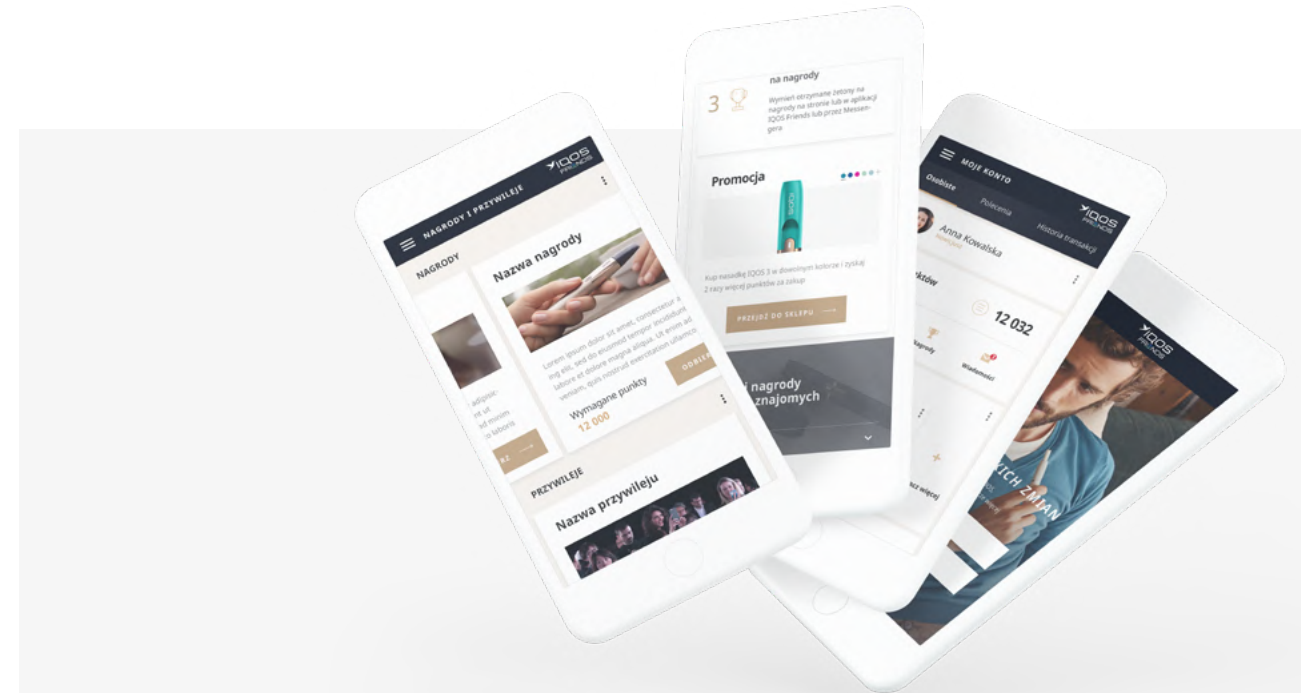 IQOS
FRIENDS
NAGRODY I PRZYWILEJE
NAGRODY
Nazwa nagrody
Lorem ipsum dolor sit amet, consectetur a
ing elit, sed do eiusmod tempor incididunt
labore et dolore magna aliqua. Ut enim ad
veniam, quis nostrud exercitation ullamco
Wymagane punkty
12 000
PRZYWILEJE
Nazwa przywileju
na nagrody
3
Wymień otrzymane żetony na
nagrody na stronie lub w aplikacji
IQOS Friends lub przez Messen-
gera
Promocja
IQOS
Kup nasadkę IQOS 3 w dowolnym kolorze i zyskaj
2 razy więcej punktów za zakup
PRZEJDŹ DO SKLEPU
i nagrody
znajomych
MOJE KONTO
IQOS
FRIENDS
Osobiste
Polecenia
Historia transakcji
Anna Kowalska
12 032
Nagrody
Wiadomości
więcej
IQOS
FRIENDS
ICH ZMIAN